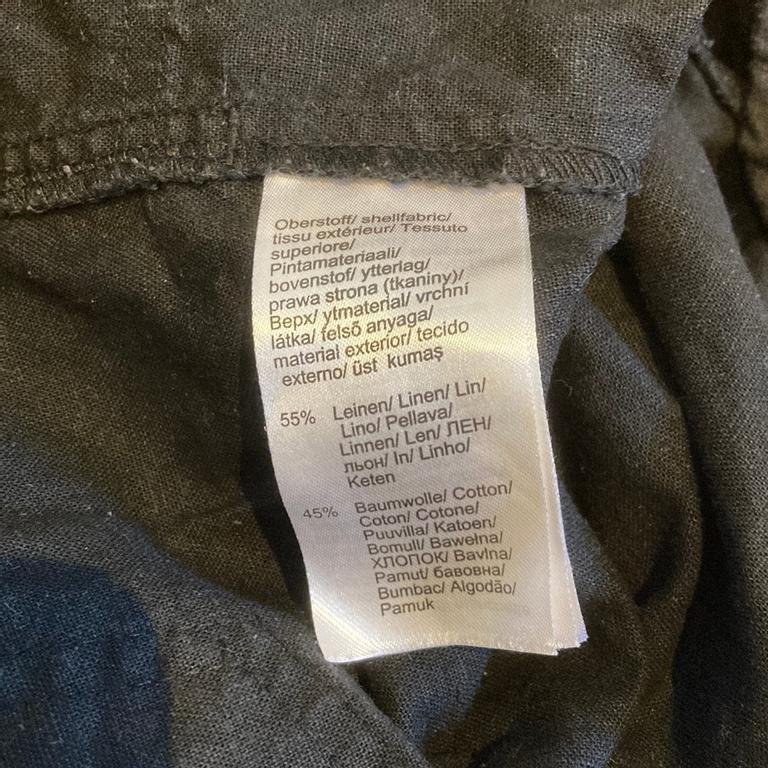 Oberstoff/ shellfabric/
tissu extérieur/ Tessuto
superiore/
Pintamateriaali/
bovenstof/ ytterlag/
prawa strona (tkaniny)/
Верх/ ytmaterial/ vrchní
látka/ felső anyaga/
material exterior/ tecido
externo/ üst kumaş
55% Leinen/ Linen/ Lin/
Lino/ Pellava/
Linnen/ Len/ ЛЕН/
льон/ In/ Linho/
Keten
45% Baumwolle/ Cotton/
Coton/ Cotone/
Puuvilla/ Katoen/
Bomull/ Bawełna/
ХЛОПОК/ Bavlna/
Pamut/ бавовна/
Bumbac/ Algodão/
Pamuk